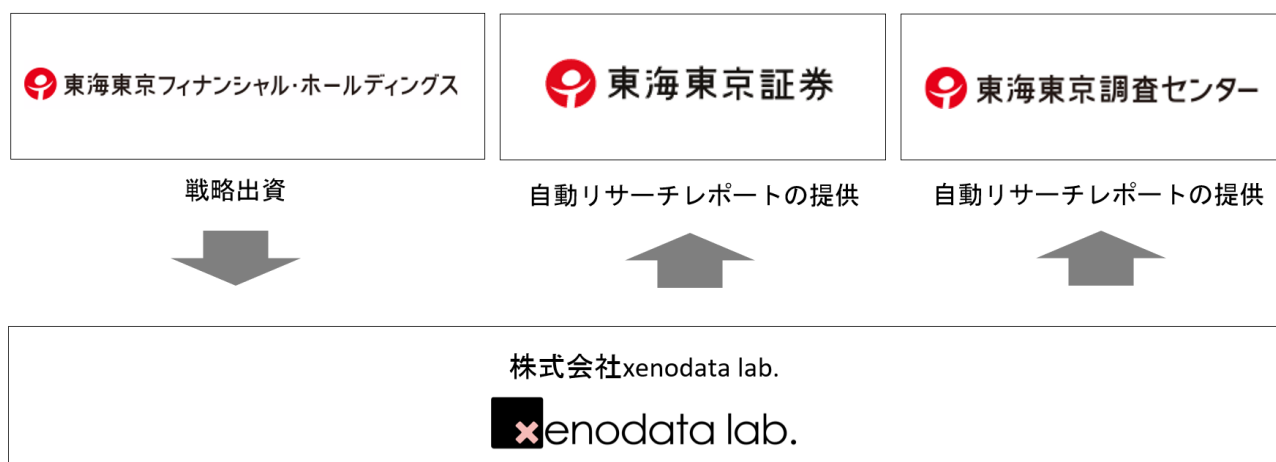 東海東京フィナンシャル・ホールディングス
東海東京証券
東海東京調査センター
戦略出資
自動リサーチレポートの提供
自動リサーチレポートの提供
株式会社xenodata lab.
xenodata lab.